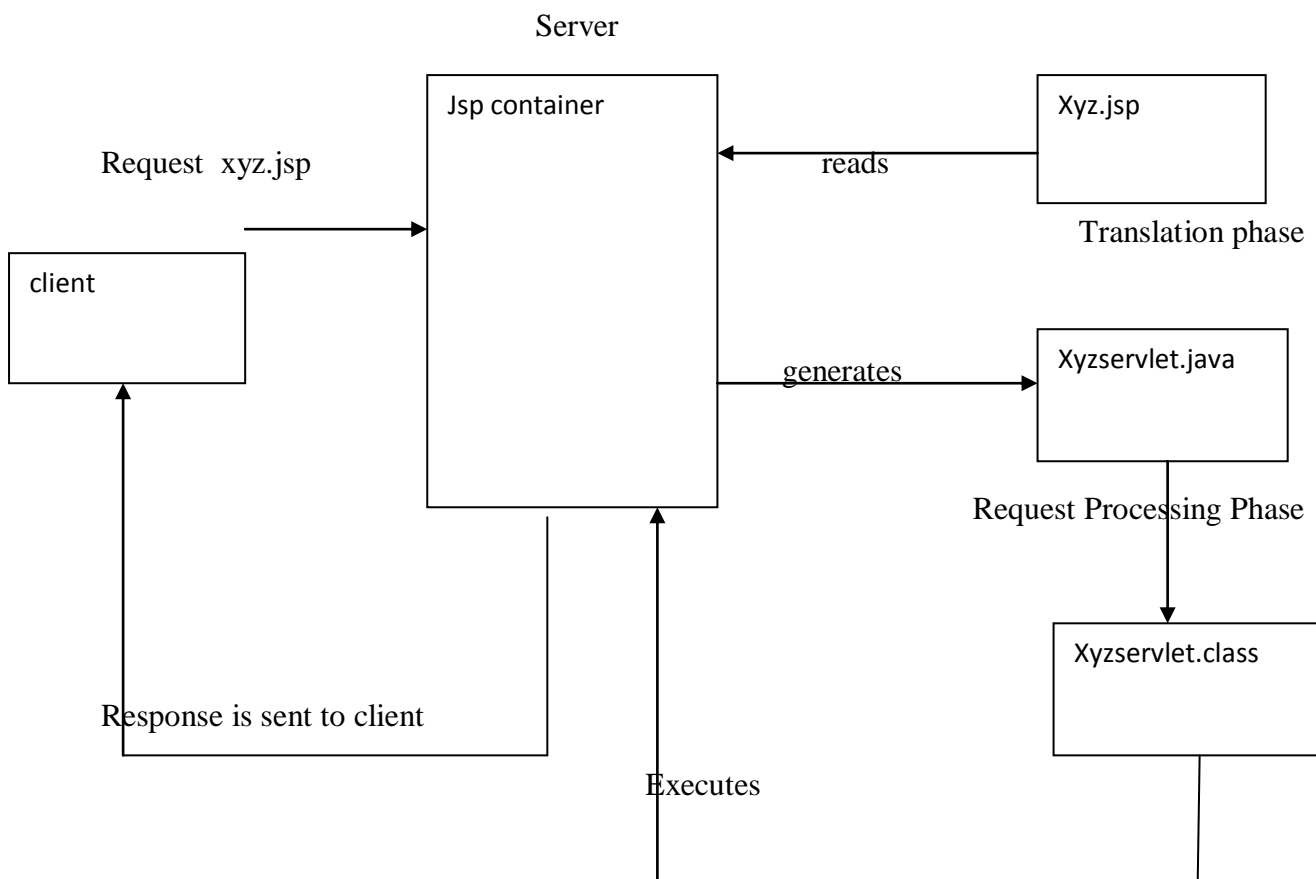 Server
Jsp container
Xyz.jsp
Request xyz.jsp
reads
Translation phase
client
Xyzservlet.java
generates
Request Processing Phase
Xyzservlet.class
Response is sent to client
Executes